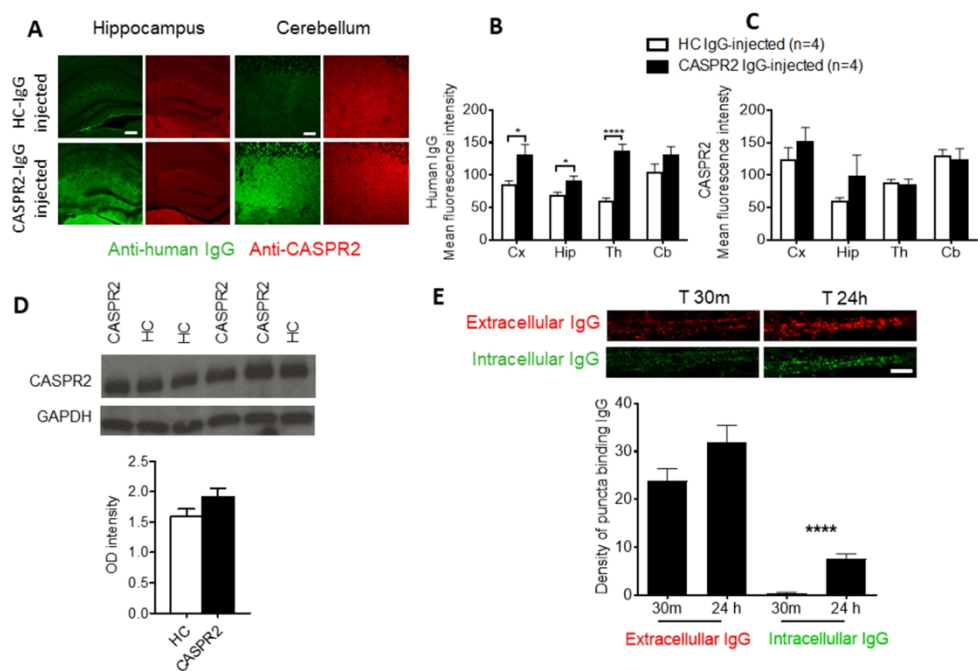 A
Hippocampus
Cerebellum
HC-IgG
injected
CASPR2-IgG
injected
Anti-human IgG
Anti-CASPR2
B
C
HC IgG-injected (n=4)
CASPR2 IgG-injected (n=4)
Human IgG
Mean fluorescence intensity
200
150
100
50
0
*
*
****
Cx
Hip
Th
Cb
CASPR2
Mean fluorescence intensity
200
150
100
50
0
Cx
Hip
Th
Cb
D
CASPR2
HC
HC
CASPR2
CASPR2
HC
CASPR2
GAPDH
OD intensity
2.5
2.0
1.5
1.0
0.5
0.0
HC
CASPR2
E
T 30m
T 24h
Extracellular IgG
Intracellular IgG
Density of puncta binding IgG
40
30
20
10
0
****
30m
24 h
30m
24 h
Extracellullar IgG
Intracellullar IgG